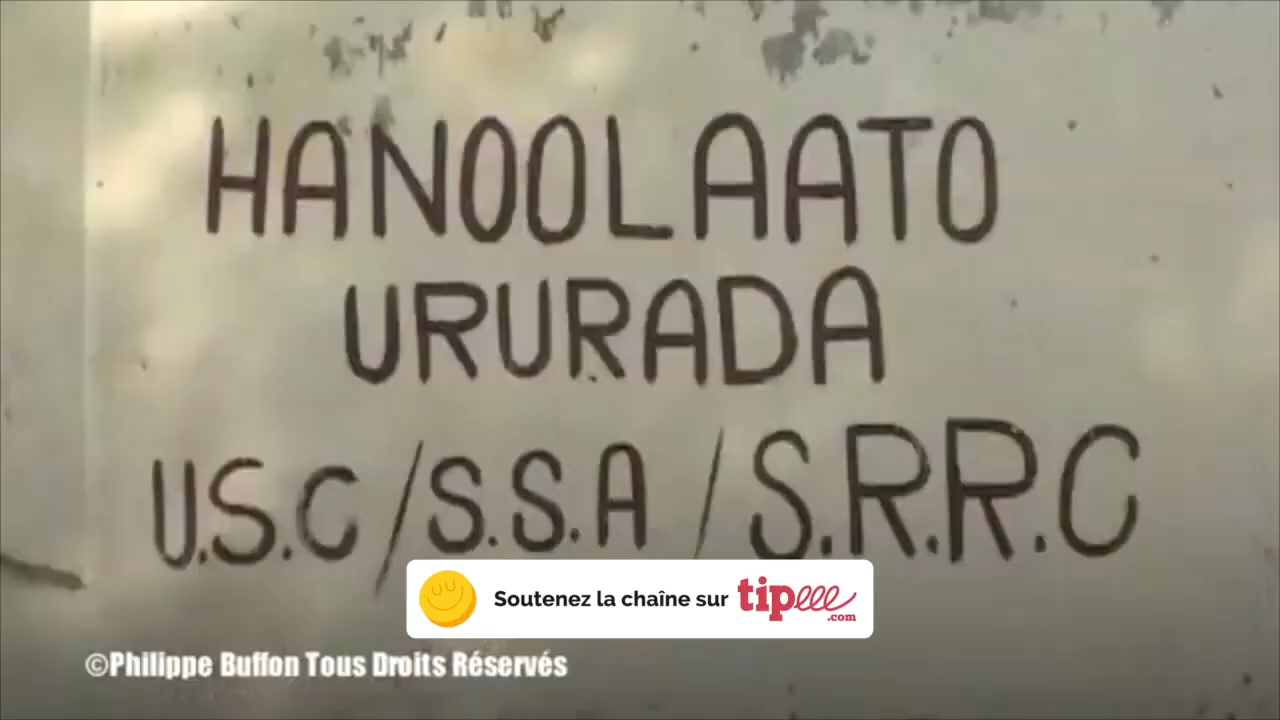 HANOOLAATO
URURADA
U.S.C/S.S.A/S.R.R.C
Soutenez la chaîne sur tipeee.com
©Philippe Buffon Tous Droits Réservés